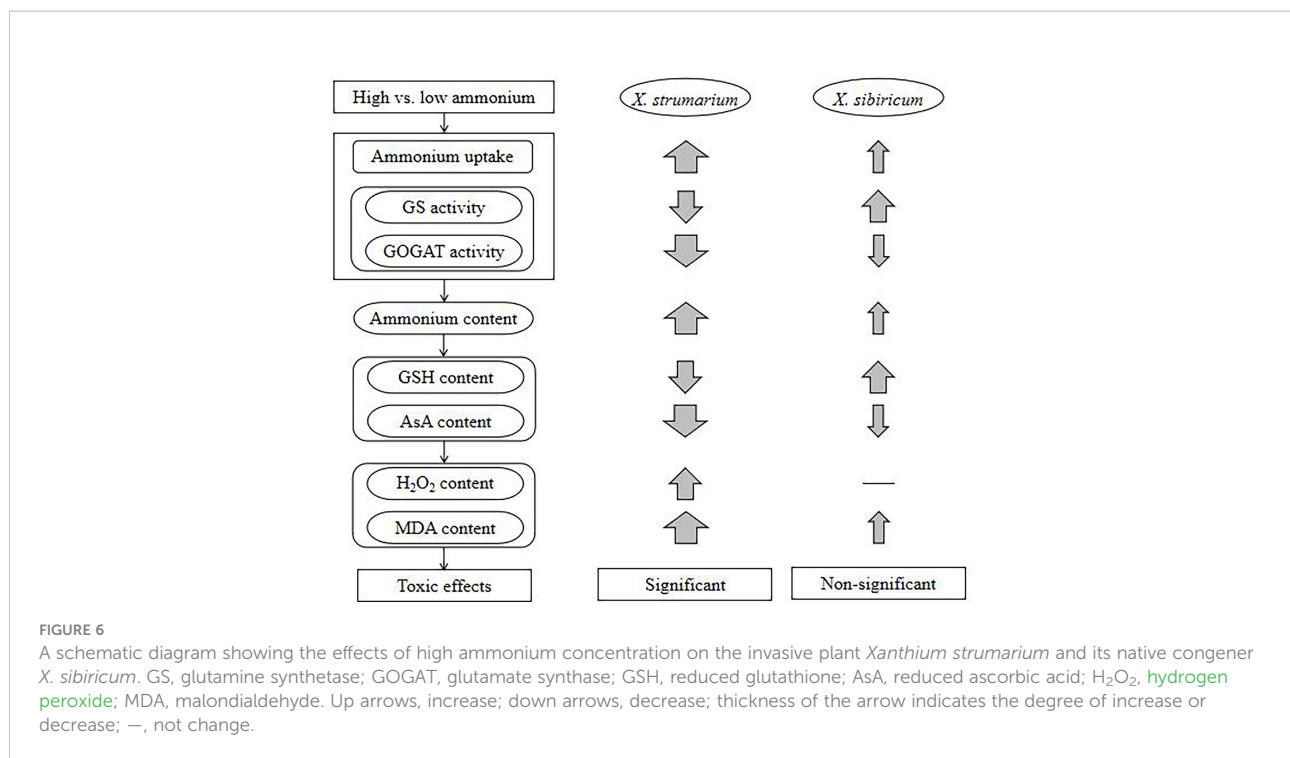 High vs. low ammonium
X. strumarium
X. sibiricum
Ammonium uptake
GS activity
GOGAT activity
Ammonium content
GSH content
AsA content
H₂O₂ content
—
MDA content
Toxic effects
Significant
Non-significant
FIGURE 6
A schematic diagram showing the effects of high ammonium concentration on the invasive plant Xanthium strumarium and its native congener
X. sibiricum. GS, glutamine synthetase; GOGAT, glutamate synthase; GSH, reduced glutathione; AsA, reduced ascorbic acid; H₂O₂, hydrogen
peroxide; MDA, malondialdehyde. Up arrows, increase; down arrows, decrease; thickness of the arrow indicates the degree of increase or
decrease; —, not change.